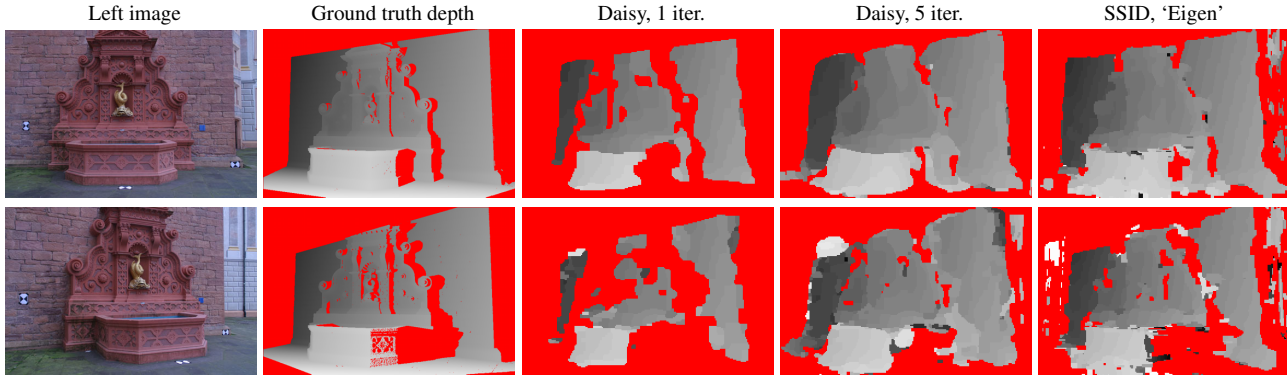 Left image
Ground truth depth
Daisy, 1 iter.
Daisy, 5 iter.
SSID, ‘Eigen’